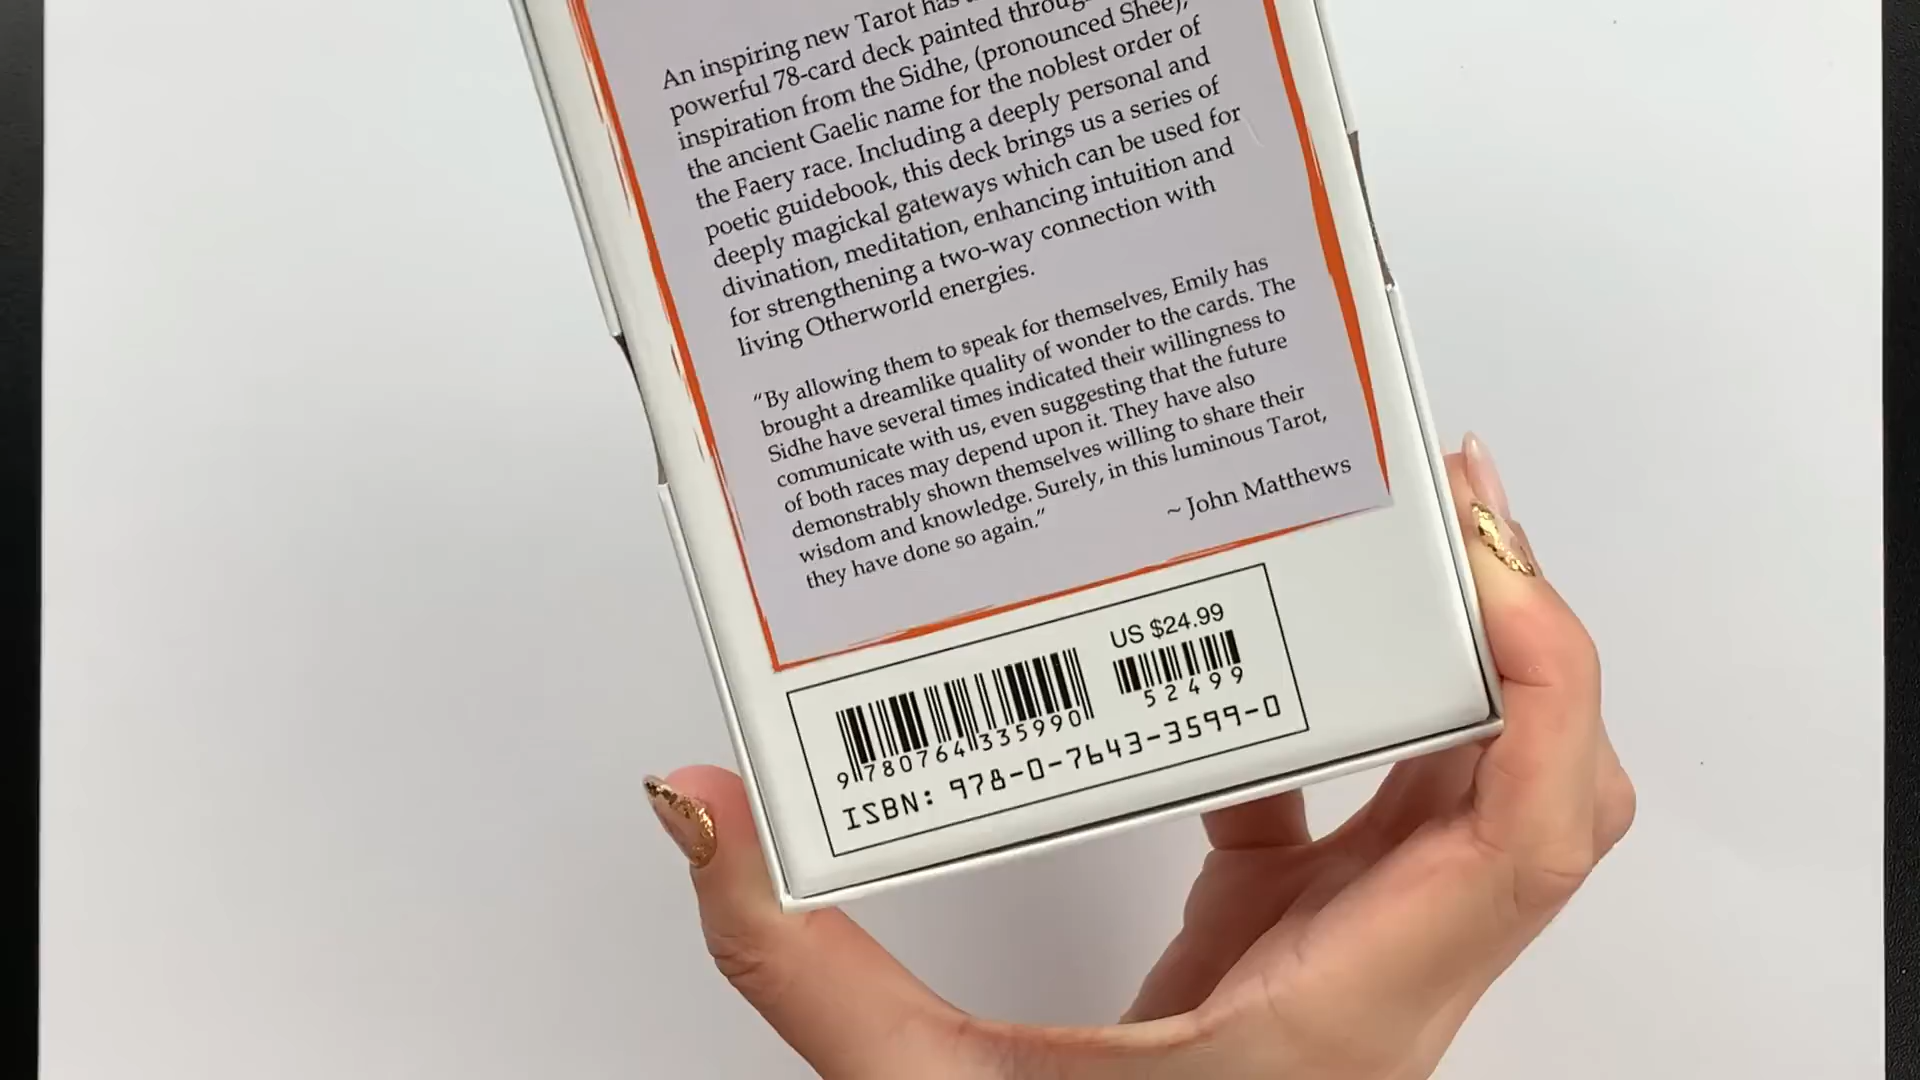 An inspiring new Tarot has
powerful 78-card deck painted through
inspiration from the Sidhe, (pronounced Shee),
the ancient Gaelic name for the noblest order of
the Faery race. Including a deeply personal and
poetic guidebook, this deck brings us a series of
deeply magickal gateways which can be used for
divination, meditation, enhancing intuition and
for strengthening a two-way connection with
living Otherworld energies.
"By allowing them to speak for themselves, Emily has
brought a dreamlike quality of wonder to the cards. The
Sidhe have several times indicated their willingness to
communicate with us, even suggesting that the future
of both races may depend upon it. They have also
demonstrably shown themselves willing to share their
wisdom and knowledge. Surely, in this luminous Tarot,
they have done so again."
~ John Matthews
US $24.99
9 780764 335990
52499
ISBN: 978-0-7643-3599-0